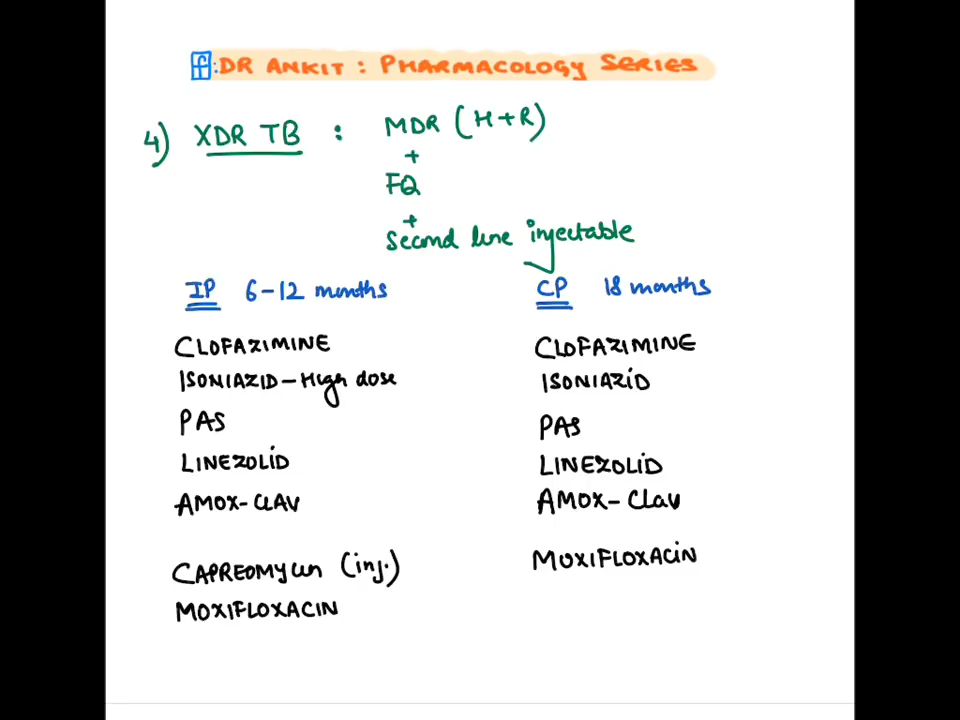 f: DR ANKIT : PHARMACOLOGY SERIES
4) XDR TB : MDR (H+R)
+
FQ
+
Second line injectable
IP 6-12 months
CLOFAZIMINE
ISONIAZID - High dose
PAS
LINEZOLID
AMOX-CLAV
CAPREOMYCIN (inj.)
MOXIFLOXACIN
CP 18 months
CLOFAZIMINE
ISONIAZID
PAS
LINEZOLID
AMOX-Clav
MOXIFLOXACIN